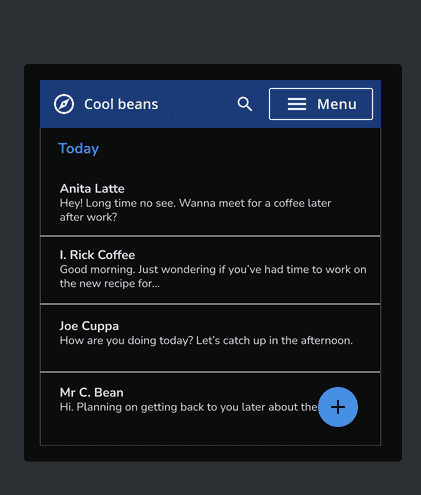 Cool beans
Menu
Today
Anita Latte
Hey! Long time no see. Wanna meet for a coffee later
after work?
I. Rick Coffee
Good morning. Just wondering if you've had time to work on
the new recipe for...
Joe Cuppa
How are you doing today? Let's catch up in the afternoon.
Mr C. Bean
Hi. Planning on getting back to you later about the